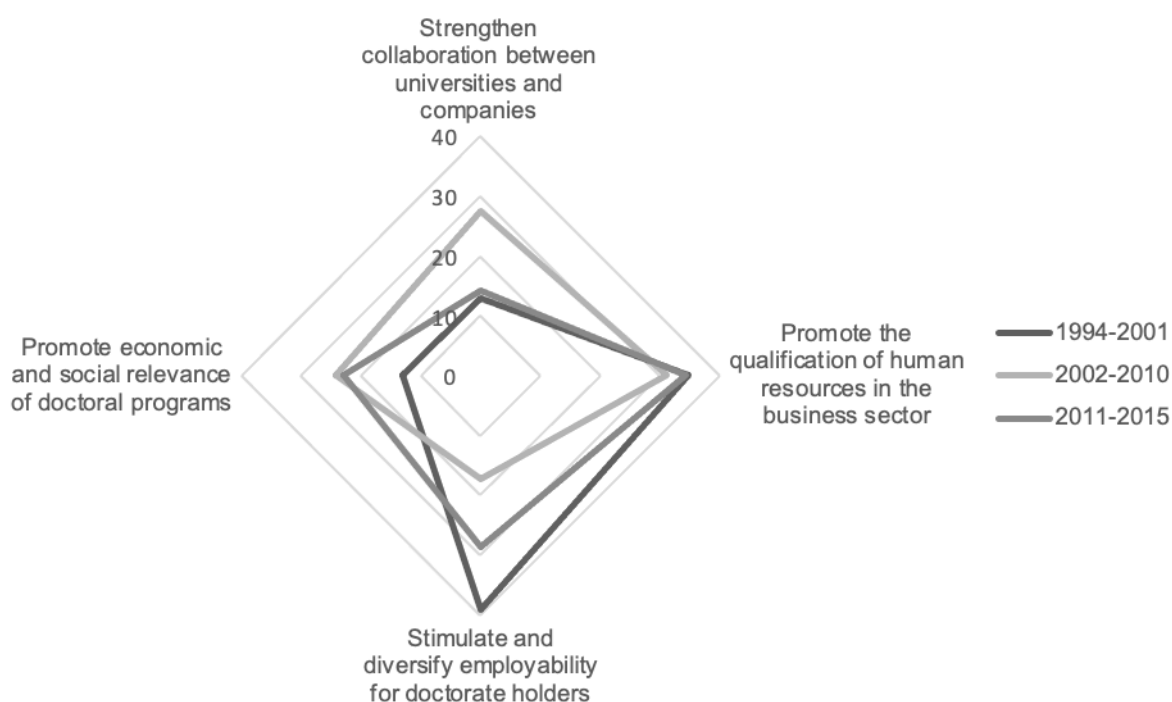 Strengthen
collaboration between
universities and
companies
40
30
20
10
0
Promote economic
and social relevance
of doctoral programs
Promote the
qualification of human
resources in the
business sector
1994-2001
2002-2010
2011-2015
Stimulate and
diversify employability
for doctorate holders